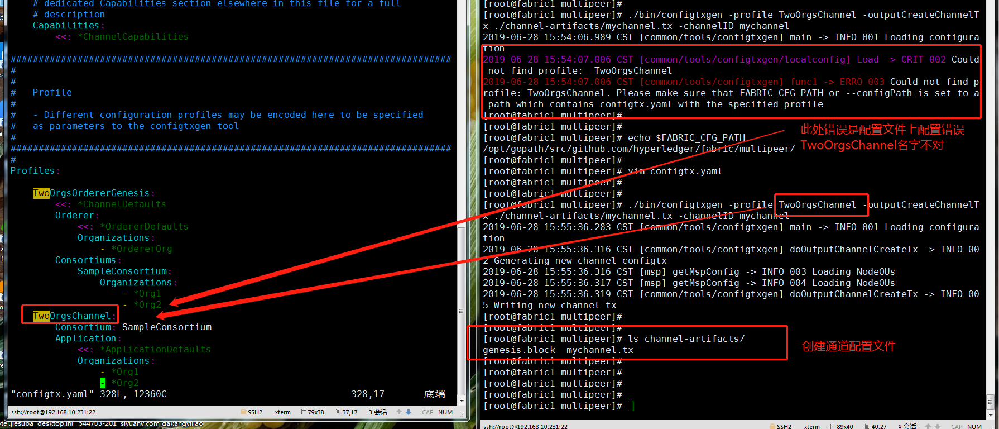 # dedicated Capabilities section elsewhere in this file for a full
# description
Capabilities:
<<: *ChannelCapabilities
################################################################################
#
#
#   Profile
#
#   - Different configuration profiles may be encoded here to be specified
#   as parameters to the configtxgen tool
#
################################################################################
#
Profiles:
TwoOrgsOrdererGenesis:
<<: *ChannelDefaults
Orderer:
<<: *OrdererDefaults
Organizations:
- *OrdererOrg
Consortiums:
SampleConsortium:
Organizations:
- *Org1
- *Org2
TwoOrgsChannel:
Consortium: SampleConsortium
Application:
<<: *ApplicationDefaults
Organizations:
- *Org1
- *Org2
"configtx.yaml" 328L, 12360C 328,17 底端
ssh://root@192.168.10.231:22 SSH2 xterm 79x38 37,17 3 会话 CAP NUM
desktop.ini 544703-201 siyuanv.com dakangyiliao
[root@fabric1 multipeer]#
[root@fabric1 multipeer]# ./bin/configtxgen -profile TwoOrgsChannel -outputCreateChannelT
x ./channel-artifacts/mychannel.tx -channelID mychannel
2019-06-28 15:54:06.989 CST [common/tools/configtxgen] main -> INFO 001 Loading configura
tion
2019-06-28 15:54:07.006 CST [common/tools/configtxgen/localconfig] Load -> CRIT 002 Could
not find profile:  TwoOrgsChannel
2019-06-28 15:54:07.006 CST [common/tools/configtxgen] func1 -> ERRO 003 Could not find p
rofile: TwoOrgsChannel. Please make sure that FABRIC_CFG_PATH or --configPath is set to a
path which contains configtx.yaml with the specified profile
[root@fabric1 multipeer]#
[root@fabric1 multipeer]#
[root@fabric1 multipeer]# echo $FABRIC_CFG_PATH
/opt/gopath/src/github.com/hyperledger/fabric/multipeer/
[root@fabric1 multipeer]#
[root@fabric1 multipeer]# vim configtx.yaml
[root@fabric1 multipeer]#
[root@fabric1 multipeer]#
[root@fabric1 multipeer]# ./bin/configtxgen -profile TwoOrgsChannel -outputCreateChannelT
x ./channel-artifacts/mychannel.tx -channelID mychannel
2019-06-28 15:55:36.283 CST [common/tools/configtxgen] main -> INFO 001 Loading configura
tion
2019-06-28 15:55:36.316 CST [common/tools/configtxgen] doOutputChannelCreateTx -> INFO 00
2 Generating new channel configtx
2019-06-28 15:55:36.316 CST [msp] getMspConfig -> INFO 003 Loading NodeOUs
2019-06-28 15:55:36.317 CST [msp] getMspConfig -> INFO 004 Loading NodeOUs
2019-06-28 15:55:36.319 CST [common/tools/configtxgen] doOutputChannelCreateTx -> INFO 00
5 Writing new channel tx
[root@fabric1 multipeer]#
[root@fabric1 multipeer]#
[root@fabric1 multipeer]# ls channel-artifacts/
genesis.block  mychannel.tx
[root@fabric1 multipeer]#
[root@fabric1 multipeer]#
[root@fabric1 multipeer]#
[root@fabric1 multipeer]#
[root@fabric1 multipeer]#
ssh://root@192.168.10.231:22 SSH2 xterm 89x40 40,27 4 会话 CAP NUM
此处错误是配置文件上配置错误
TwoOrgsChannel名字不对
创建通道配置文件